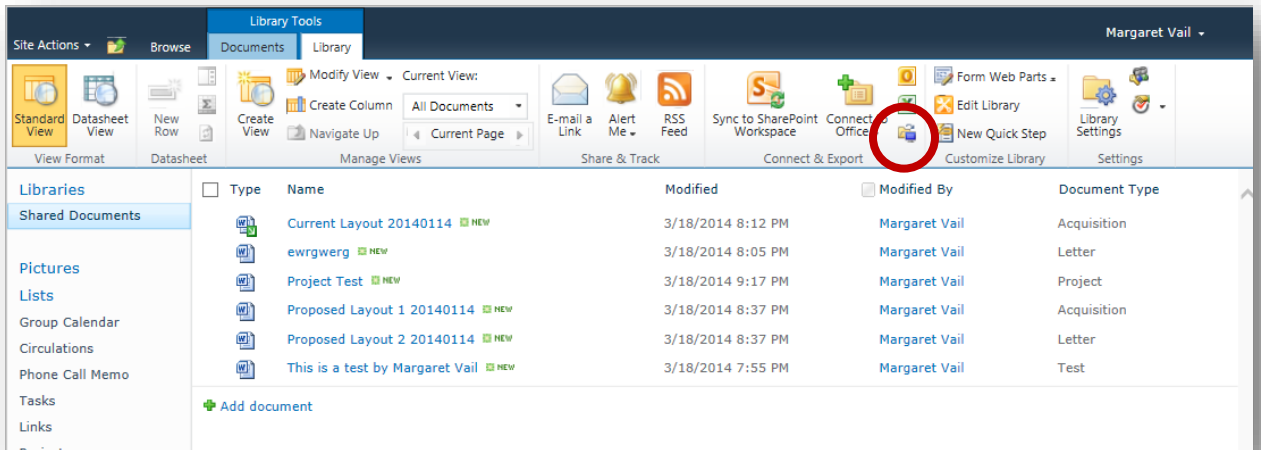 Library Tools
Margaret Vail
Site Actions Browse Documents Library
Standard View
Datasheet View
New Row
Create View
Modify View
Create Column
Navigate Up
Current View:
All Documents
Current Page
E-mail a Link
Alert Me
RSS Feed
Sync to SharePoint Workspace
Connect to Office
Form Web Parts
Edit Library
New Quick Step
Library Settings
View Format Datasheet Manage Views Share & Track Connect & Export Customize Library Settings
Libraries
Shared Documents
Pictures
Lists
Group Calendar
Circulations
Phone Call Memo
Tasks
Links
Type Name Modified Modified By Document Type
Current Layout 20140114 NEW 3/18/2014 8:12 PM Margaret Vail Acquisition
ewrgwerg NEW 3/18/2014 8:05 PM Margaret Vail Letter
Project Test NEW 3/18/2014 9:17 PM Margaret Vail Project
Proposed Layout 1 20140114 NEW 3/18/2014 8:37 PM Margaret Vail Acquisition
Proposed Layout 2 20140114 NEW 3/18/2014 8:37 PM Margaret Vail Letter
This is a test by Margaret Vail NEW 3/18/2014 7:55 PM Margaret Vail Test
Add document